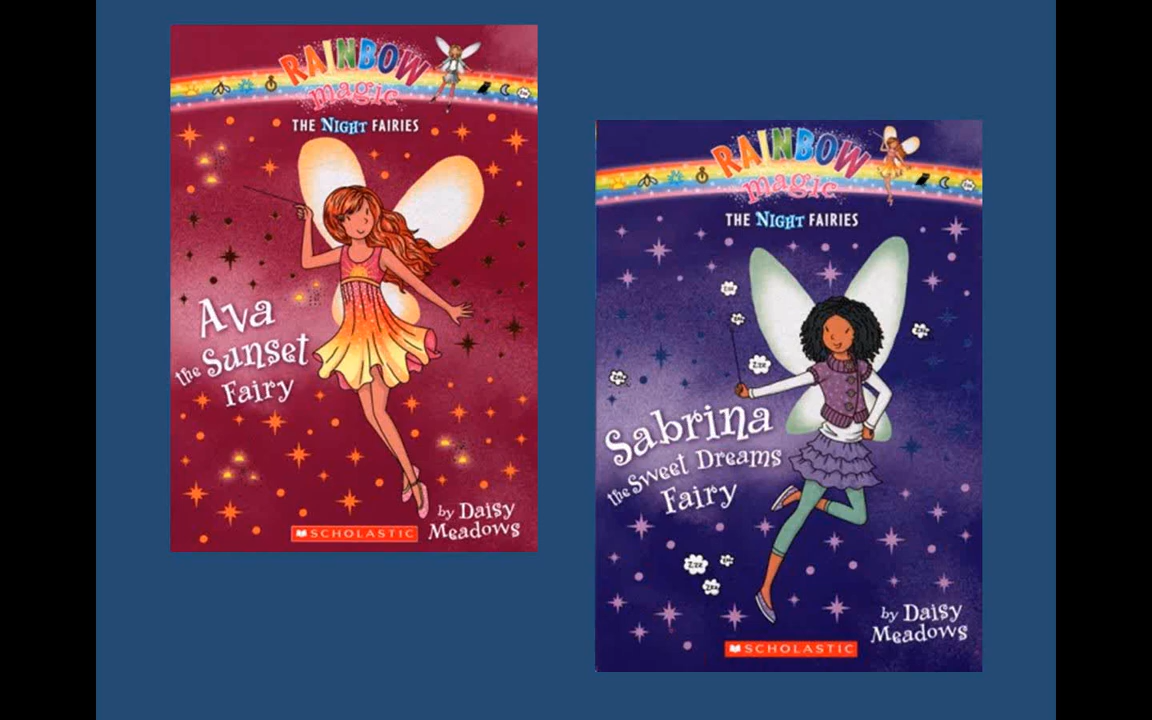 RAINBOW
magic
THE NIGHT FAIRIES
Ava
the Sunset
Fairy
by Daisy
Meadows
SCHOLASTIC
RAINBOW
magic
THE NIGHT FAIRIES
Sabrina
the Sweet Dreams
Fairy
by Daisy
Meadows
SCHOLASTIC